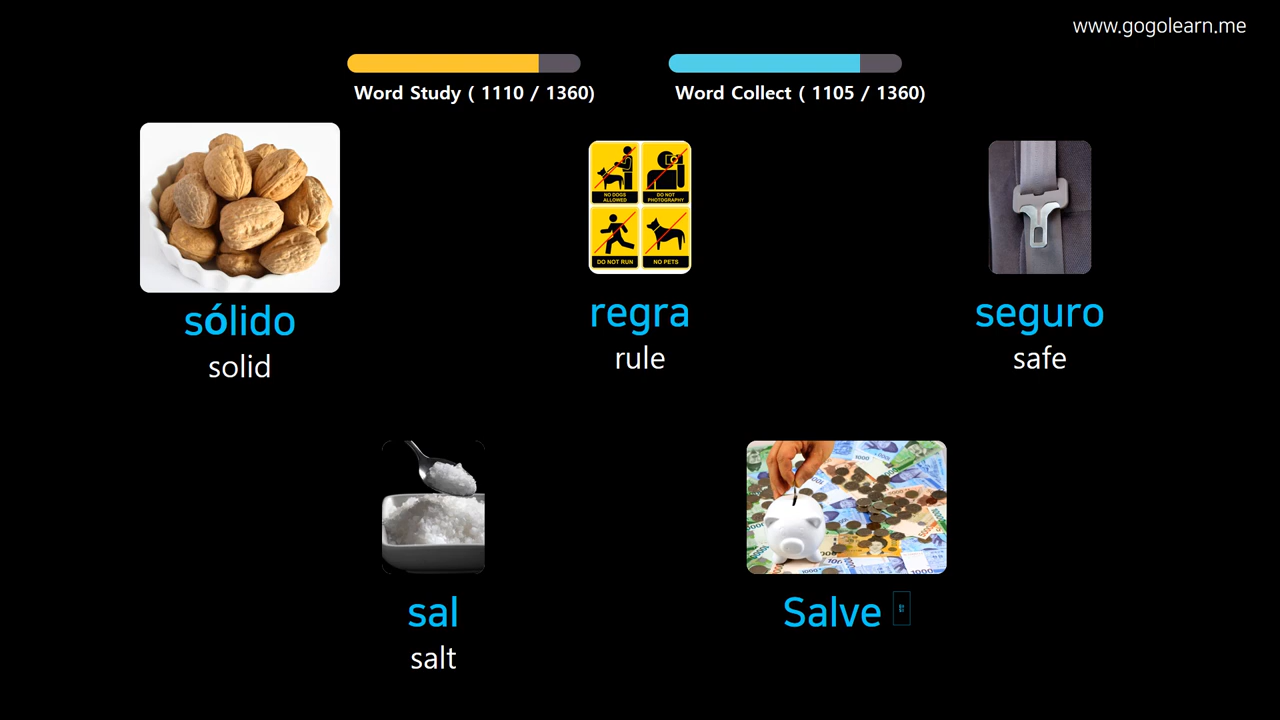 www.gogolearn.me
Word Study ( 1110 / 1360)
Word Collect ( 1105 / 1360)
NO DOGS ALLOWED
DO NOT PHOTOGRAPHY
DO NOT RUN
NO PETS
sólido
solid
regra
rule
seguro
safe
sal
salt
Salve